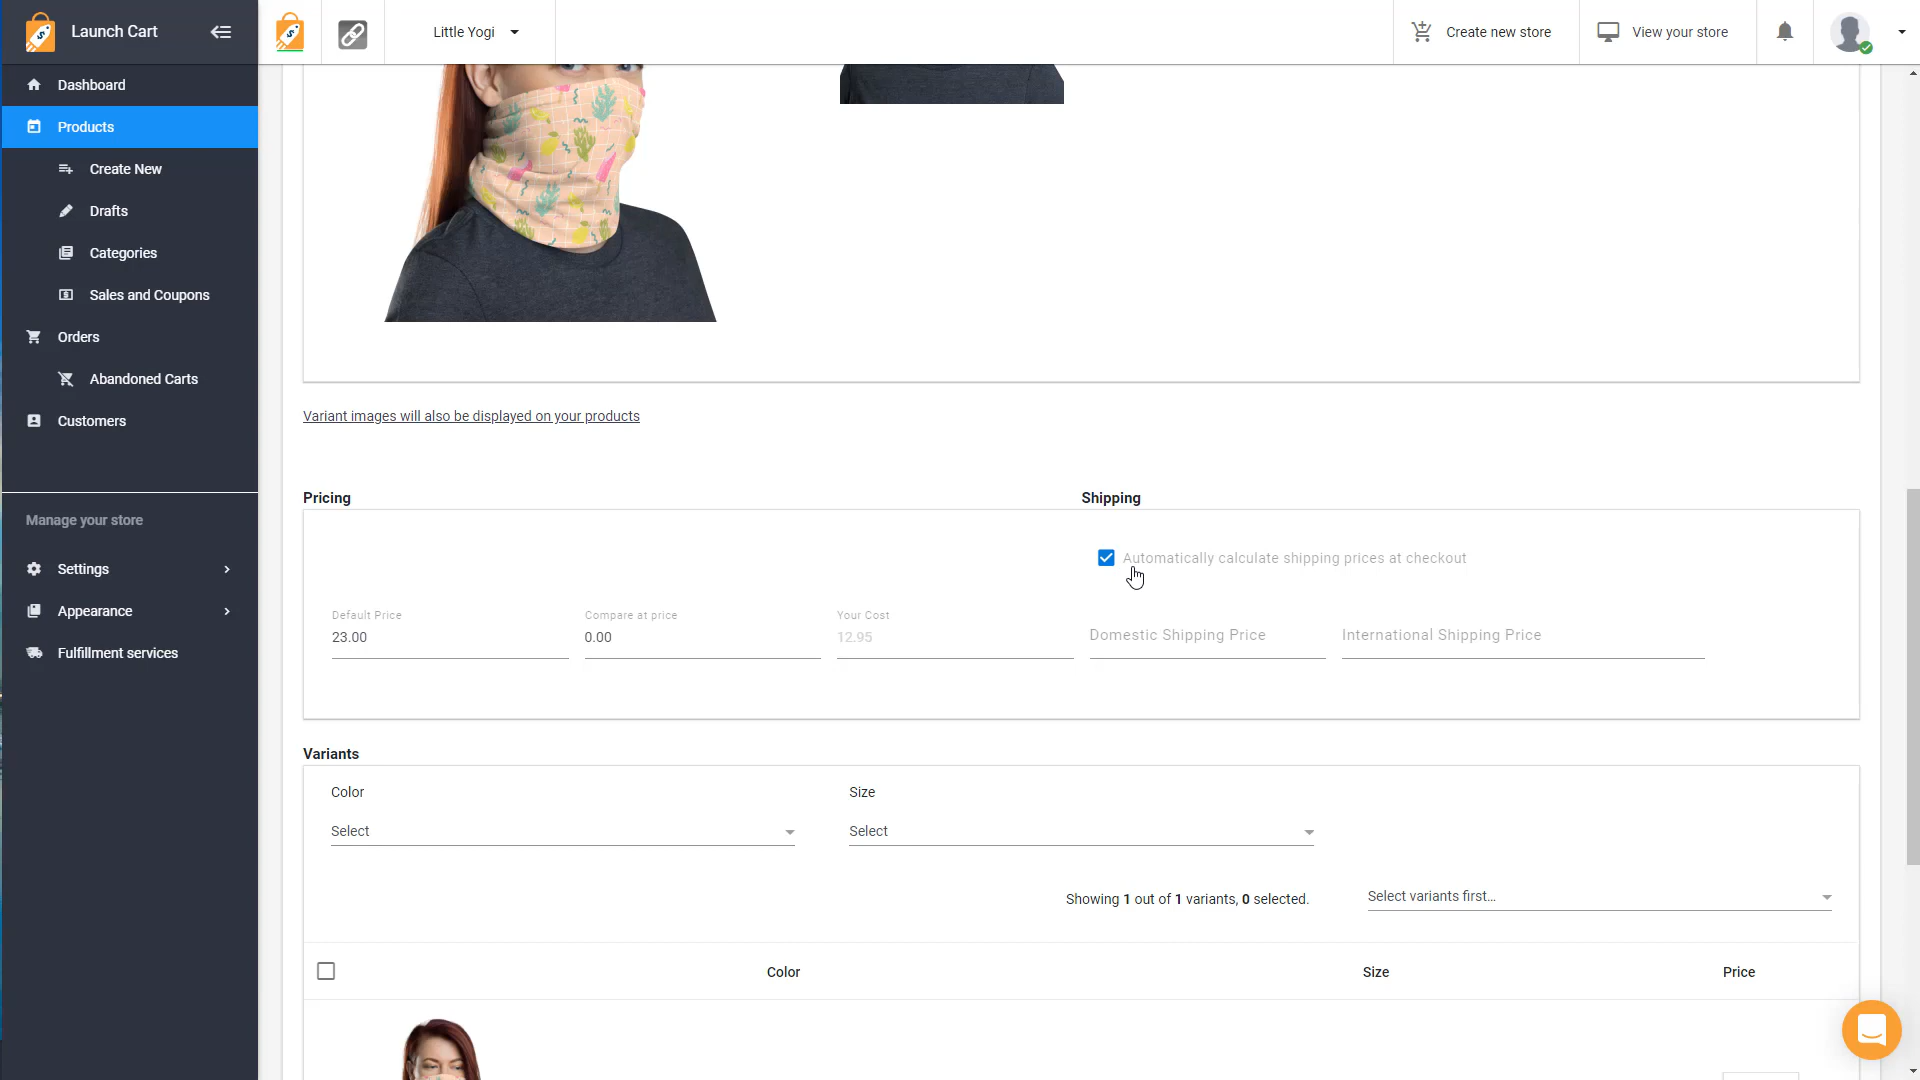 Launch Cart
Little Yogi
Create new store
View your store
Dashboard
Products
Create New
Drafts
Categories
Sales and Coupons
Orders
Abandoned Carts
Customers
Manage your store
Settings
Appearance
Fulfillment services
Variant images will also be displayed on your products
Pricing
Shipping
Automatically calculate shipping prices at checkout
Default Price
Compare at price
Your Cost
23.00
0.00
12.95
Domestic Shipping Price
International Shipping Price
Variants
Color
Size
Select
Select
Showing 1 out of 1 variants, 0 selected.
Select variants first...
Color
Size
Price